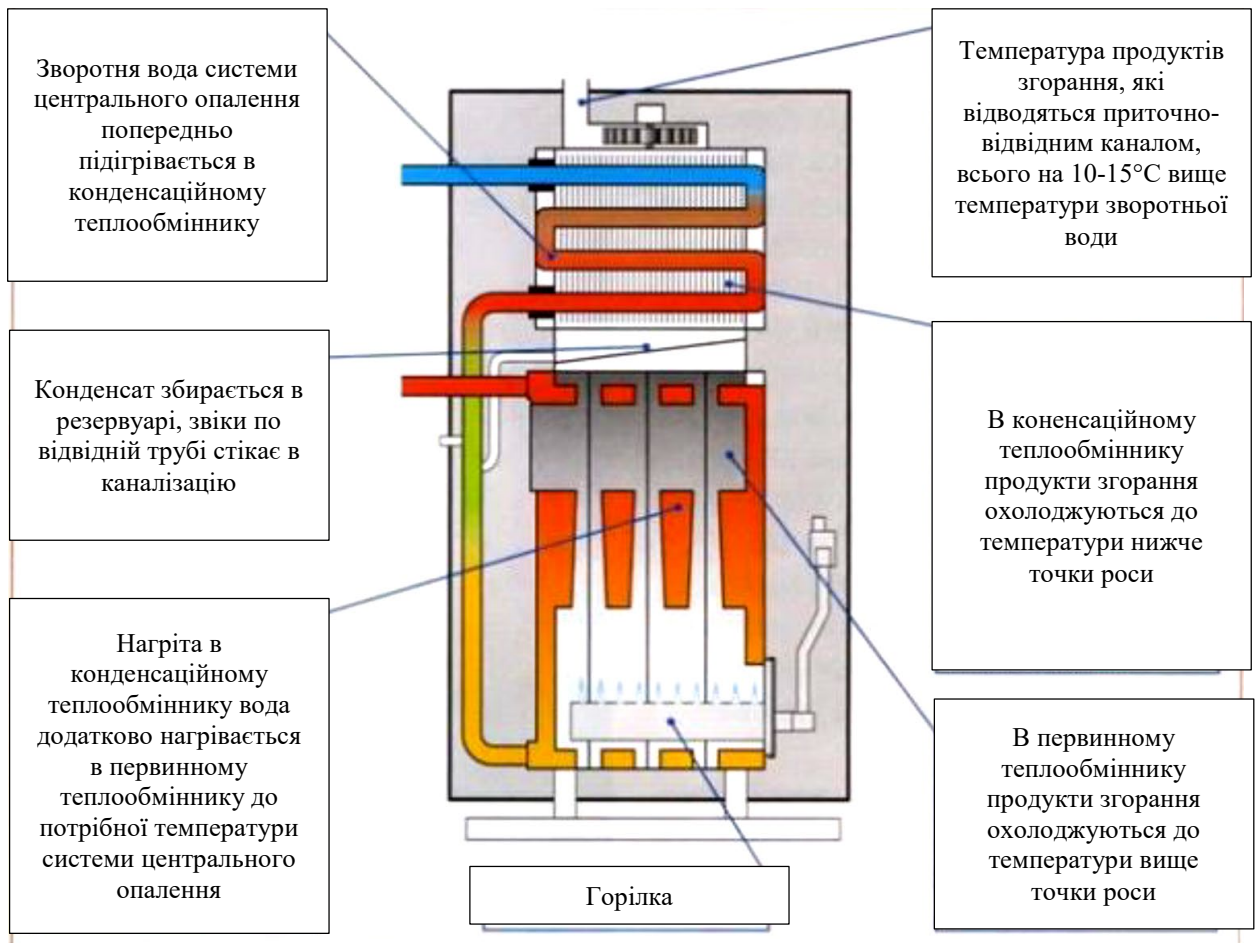 Зворотня вода системи
центрального опалення
попередньо
підігрівається в
конденсаційному
теплообміннику
Конденсат збирається в
резервуарі, звіки по
відвідній трубі стікає в
каналізацію
Нагріта в
конденсаційному
теплообміннику вода
додатково нагрівається
в первинному
теплообміннику до
потрібної температури
системи центрального
опалення
Горілка
Температура продуктів
згорання, які
відводяться приточно-
відвідним каналом,
всього на 10-15°С вище
температури зворотньої
води
В коненсаційному
теплообміннику
продукти згорання
охолоджуються до
температури нижче
точки роси
В первинному
теплообміннику
продукти згорання
охолоджуються до
температури вище
точки роси